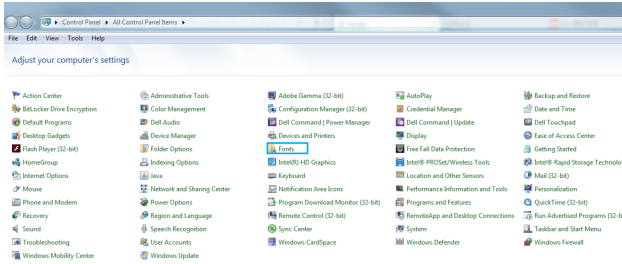 Control Panel ▸ All Control Panel Items ▸
File Edit View Tools Help
Adjust your computer's settings
Action Center Administrative Tools Adobe Gamma (32-bit) AutoPlay Backup and Restore
BitLocker Drive Encryption Color Management Configuration Manager (32-bit) Credential Manager Date and Time
Default Programs Dell Audio Dell Command | Power Manager Dell Command | Update Dell Touchpad
Desktop Gadgets Device Manager Devices and Printers Display Ease of Access Center
Flash Player (32-bit) Folder Options Fonts Free Fall Data Protection Getting Started
HomeGroup Indexing Options Intel(R) HD Graphics Intel® PROSet/Wireless Tools Intel® Rapid Storage Technolo
Internet Options Java Keyboard Location and Other Sensors Mail (32-bit)
Mouse Network and Sharing Center Notification Area Icons Performance Information and Tools Personalization
Phone and Modem Power Options Program Download Monitor (32-bit) Programs and Features QuickTime (32-bit)
Recovery Region and Language Remote Control (32-bit) RemoteApp and Desktop Connections Run Advertised Programs (32-b
Sound Speech Recognition Sync Center System Taskbar and Start Menu
Troubleshooting User Accounts Windows CardSpace Windows Defender Windows Firewall
Windows Mobility Center Windows Update